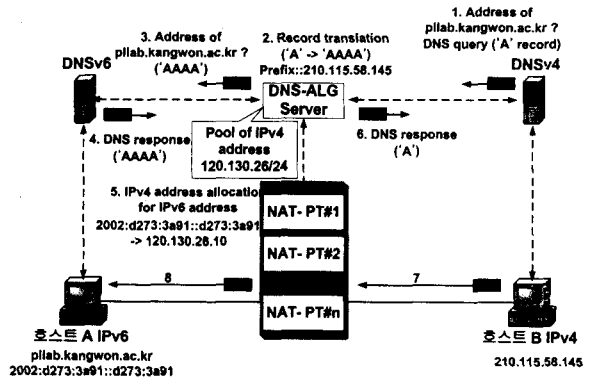 1. Address of
pllab.kangwon.ac.kr ?
DNS query ('A' record)
3. Address of
pllab.kangwon.ac.kr ?
('AAAA')
2. Record translation
('A' -> 'AAAA')
Prefix::210.115.58.145
DNSv6
DNS-ALG
Server
DNSv4
4. DNS response
('AAAA')
Pool of IPv4
address
120.130.26/24
6. DNS response
('A')
5. IPv4 address allocation
for IPv6 address
2002:d273:3a91::d273:3a91
-> 120.130.26.10
NAT- PT#1
NAT- PT#2
NAT- PT#n
8
7
호스트 A IPv6
pllab.kangwon.ac.kr
2002:d273:3a91::d273:3a91
호스트 B IPv4
210.115.58.145